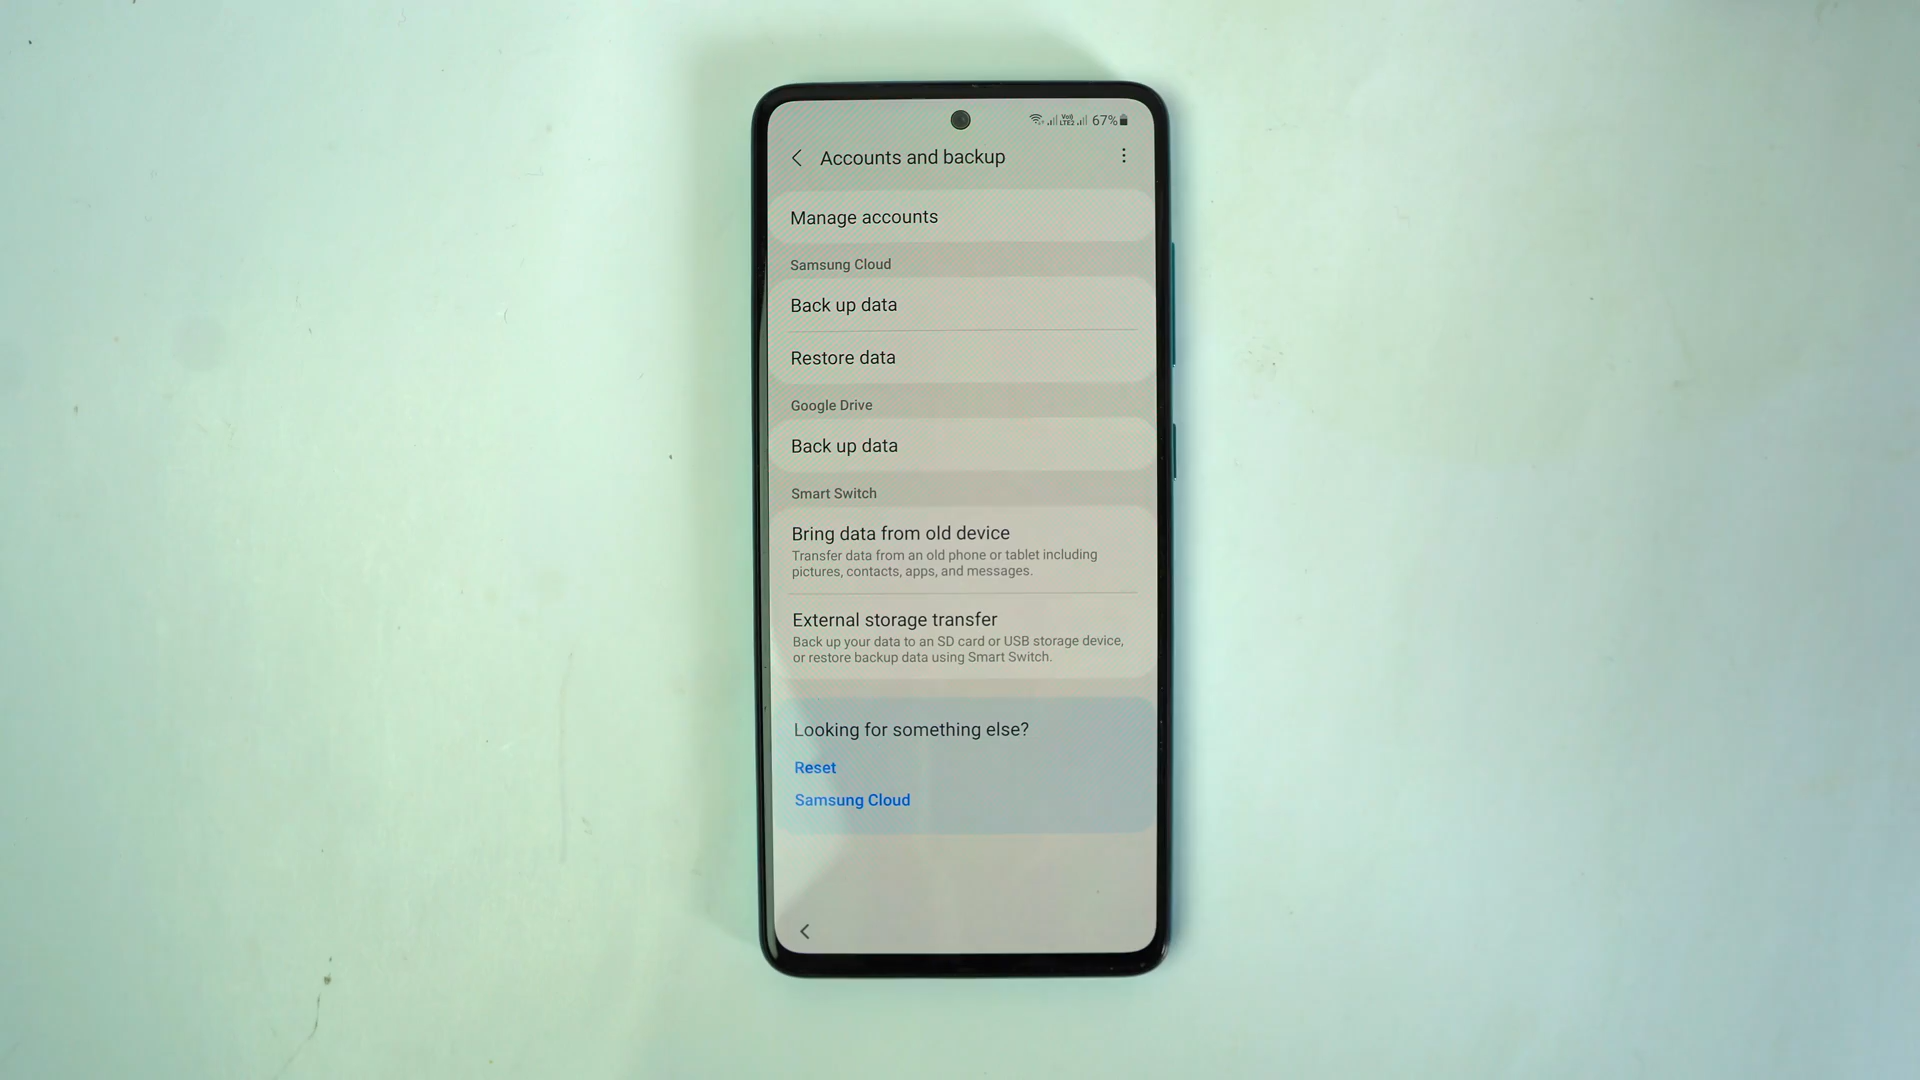 Vo))
LTE2
67%
Accounts and backup
Manage accounts
Samsung Cloud
Back up data
Restore data
Google Drive
Back up data
Smart Switch
Bring data from old device
Transfer data from an old phone or tablet including
pictures, contacts, apps, and messages.
External storage transfer
Back up your data to an SD card or USB storage device,
or restore backup data using Smart Switch.
Looking for something else?
Reset
Samsung Cloud